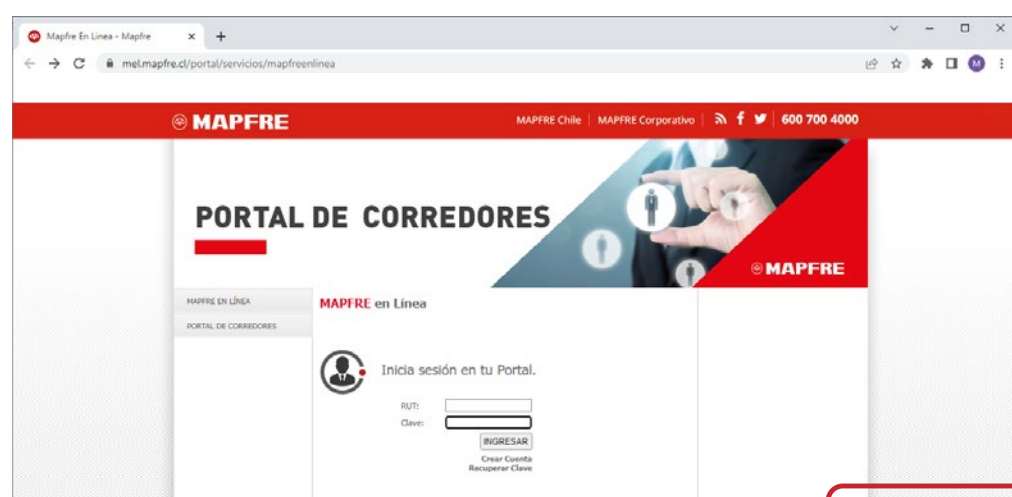 Mapfre En Linea - Mapfre
mel.mapfre.cl/portal/servicios/mapfreenlinea
M
MAPFRE
MAPFRE Chile | MAPFRE Corporativo | 600 700 4000
PORTAL DE CORREDORES
MAPFRE
MAPFRE EN LÍNEA
PORTAL DE CORREDORES
MAPFRE en Línea
Inicia sesión en tu Portal.
RUT:
Clave:
INGRESAR
Crear Cuenta
Recuperar Clave